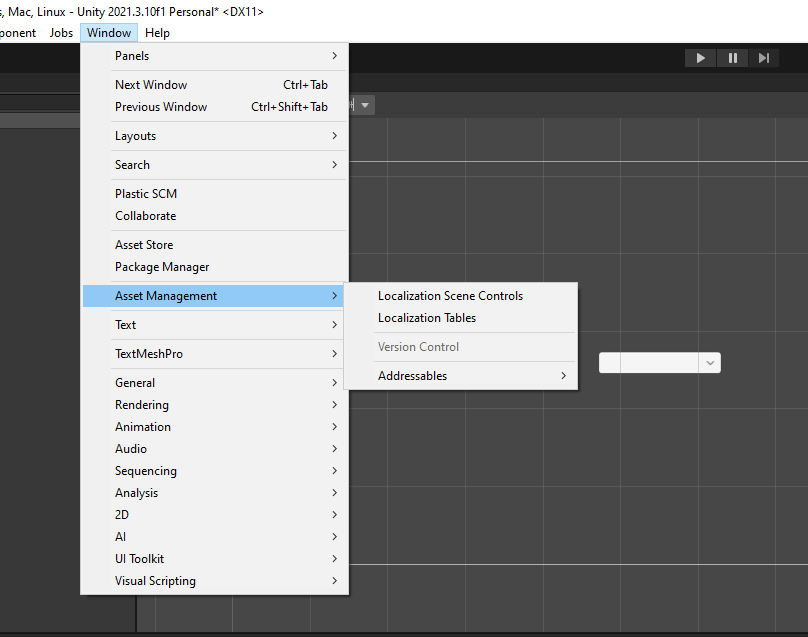 s, Mac, Linux - Unity 2021.3.10f1 Personal* <DX11>
ponent Jobs Window Help
Panels
Next Window Ctrl+Tab
Previous Window Ctrl+Shift+Tab
Layouts
Search
Plastic SCM
Collaborate
Asset Store
Package Manager
Asset Management
Text
TextMeshPro
General
Rendering
Animation
Audio
Sequencing
Analysis
2D
AI
UI Toolkit
Visual Scripting
Localization Scene Controls
Localization Tables
Version Control
Addressables